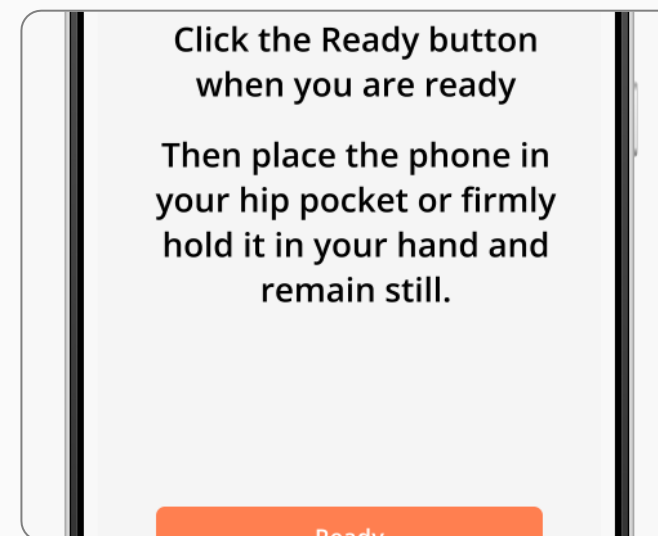 Click the Ready button
when you are ready
Then place the phone in
your hip pocket or firmly
hold it in your hand and
remain still.
Ready